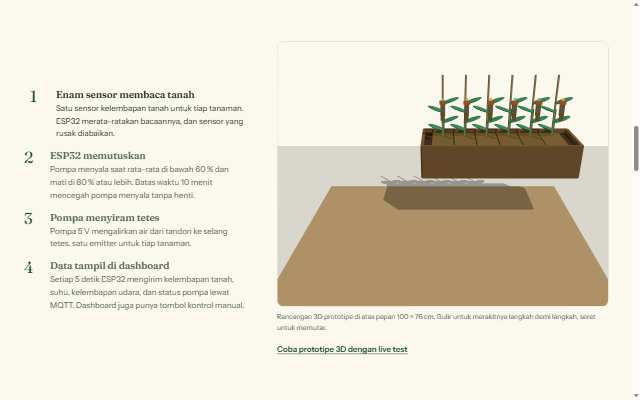 1
Enam sensor membaca tanah
Satu sensor kelembapan tanah untuk tiap tanaman.
ESP32 merata-ratakan bacaannya, dan sensor yang
rusak diabaikan.
2
ESP32 memutuskan
Pompa menyala saat rata-rata di bawah 60 % dan
mati di 80 % atau lebih. Batas waktu 10 menit
mencegah pompa menyala tanpa henti.
3
Pompa menyiram tetes
Pompa 5 V mengalirkan air dari tandon ke selang
tetes, satu emitter untuk tiap tanaman.
4
Data tampil di dashboard
Setiap 5 detik ESP32 mengirim kelembapan tanah,
suhu, kelembapan udara, dan status pompa lewat
MQTT. Dashboard juga punya tombol kontrol manual.
Rancangan 3D prototipe di atas papan 100 × 76 cm. Gulir untuk merakitnya langkah demi langkah, seret
untuk memutar.
Coba prototipe 3D dengan live test